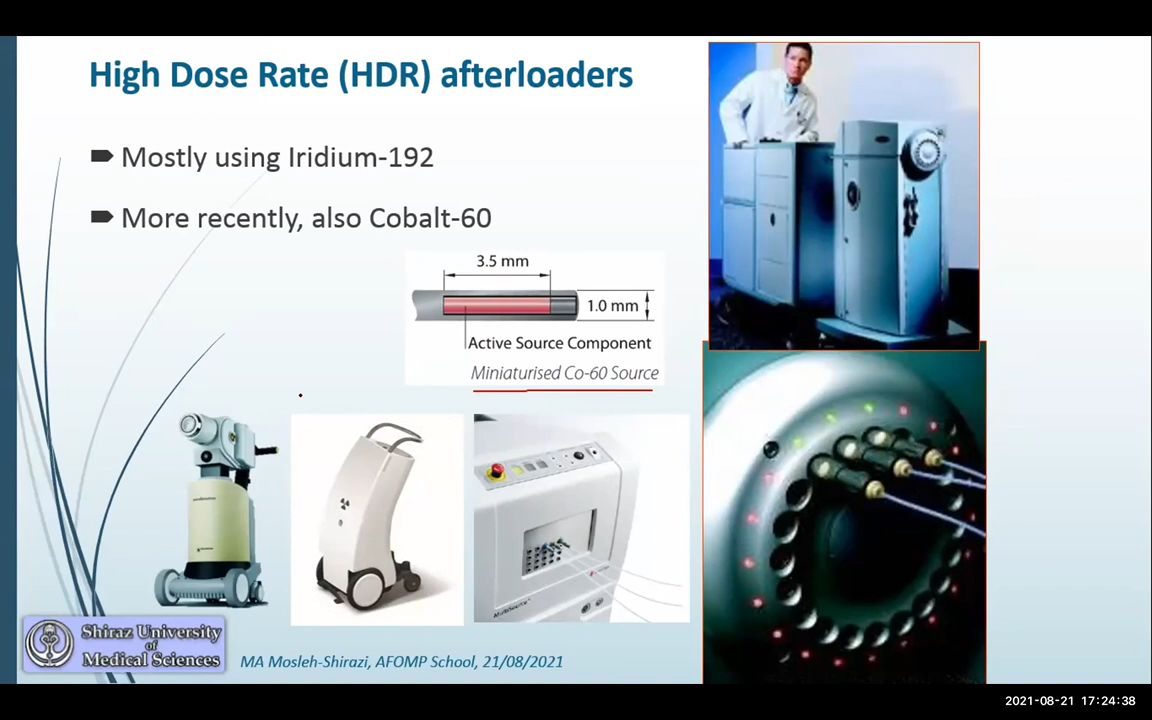 High Dose Rate (HDR) afterloaders
Mostly using Iridium-192
More recently, also Cobalt-60
3.5 mm
1.0 mm
Active Source Component
Miniaturised Co-60 Source
MultiSource
Shiraz University
of
Medical Sciences
MA Mosleh-Shirazi, AFOMP School, 21/08/2021
2021-08-21 17:24:38